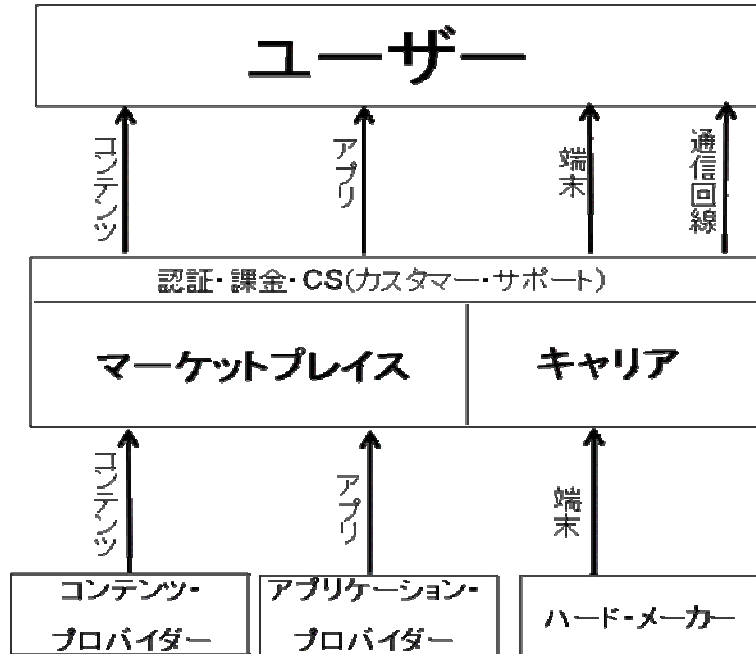 ユーザー
コンテンツ
アプリ
端末
通信回線
認証・課金・CS(カスタマー・サポート)
マーケットプレイス
キャリア
コンテンツ
アプリ
端末
コンテンツ・
プロバイダー
アプリケーション・
プロバイダー
ハード・メーカー